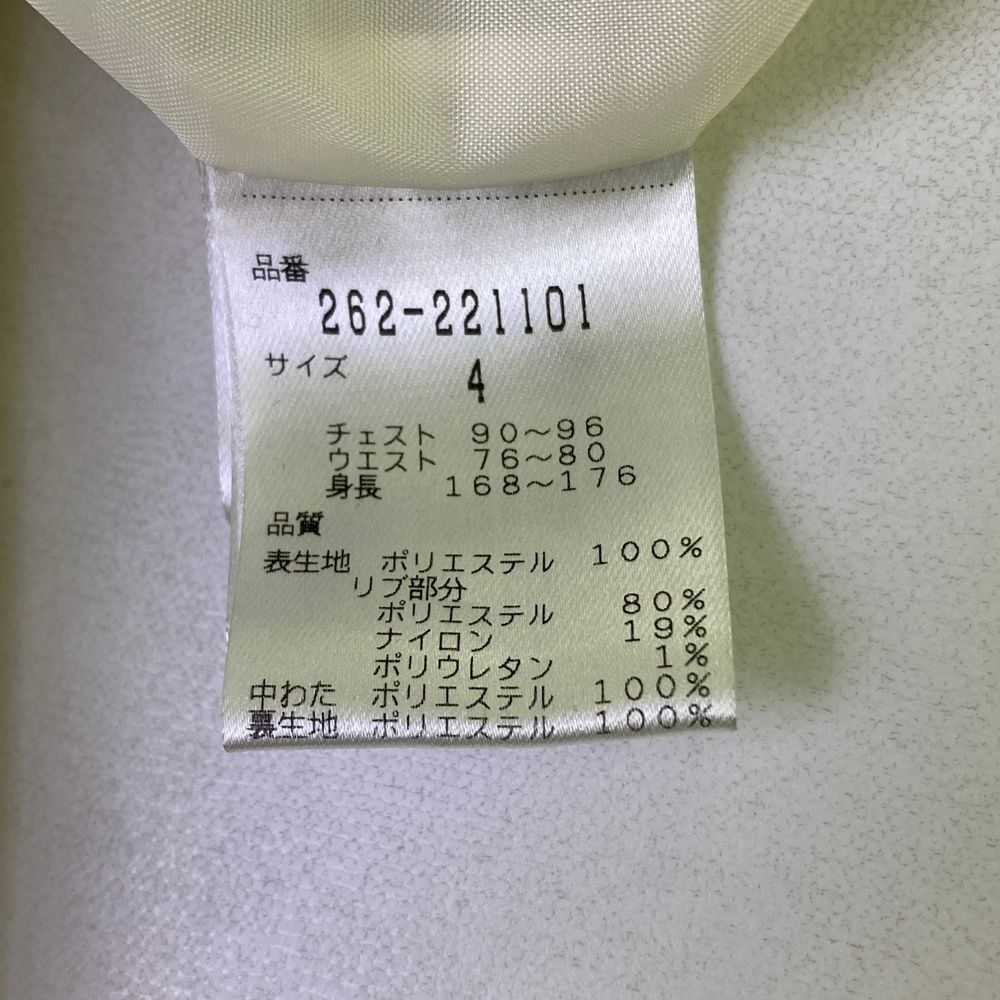 品番
262-221101
サイズ 4
チェスト 90～96
ウエスト 76～80
身長 168～176
品質
表生地 ポリエステル 100%
リブ部分
ポリエステル 80%
ナイロン 19%
ポリウレタン 1%
中わた ポリエステル 100%
裏生地 ポリエステル 100%